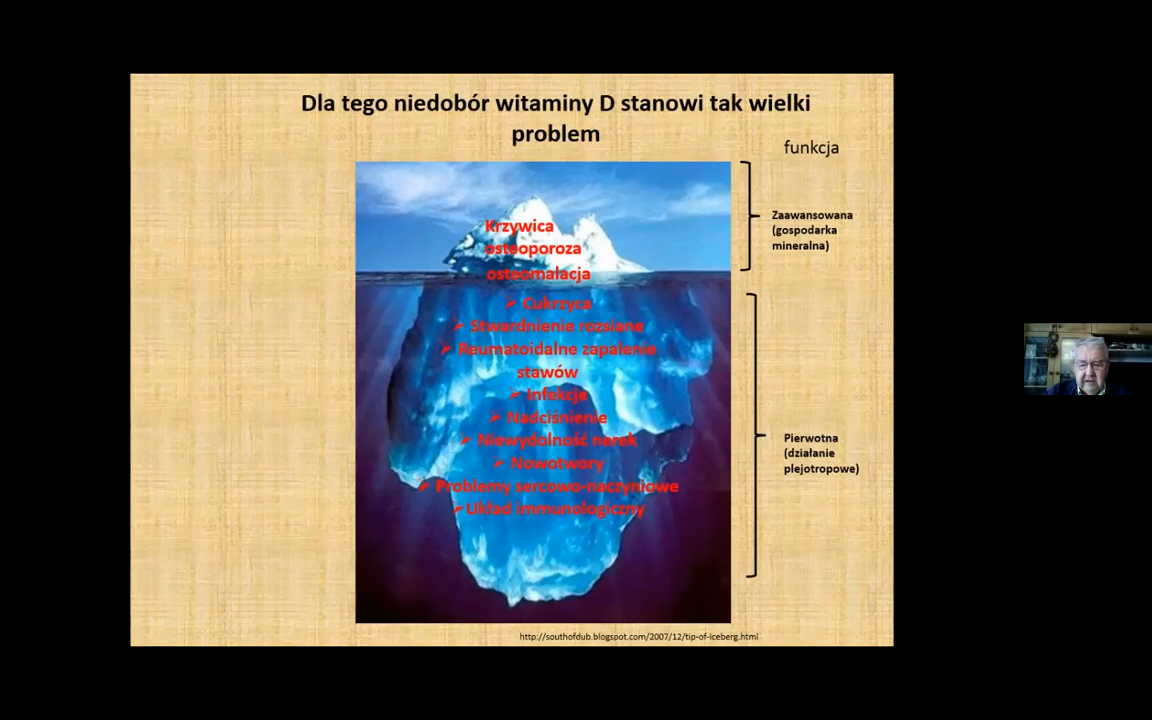 Dla tego niedobór witaminy D stanowi tak wielki
problem
funkcja
Krzywica
osteoporoza
osteomalacja
Zaawansowana
(gospodarka
mineralna)
➢ Cukrzyca
➢ Stwardnienie rozsiane
➢ Reumatoidalne zapalenie
stawów
➢ Infekcje
➢ Nadciśnienie
➢ Niewydolność nerek
➢ Nowotwory
➢ Problemy sercowo-naczyniowe
➢ Układ immunologiczny
Pierwotna
(działanie
plejotropowe)
http://southofdub.blogspot.com/2007/12/tip-of-iceberg.html